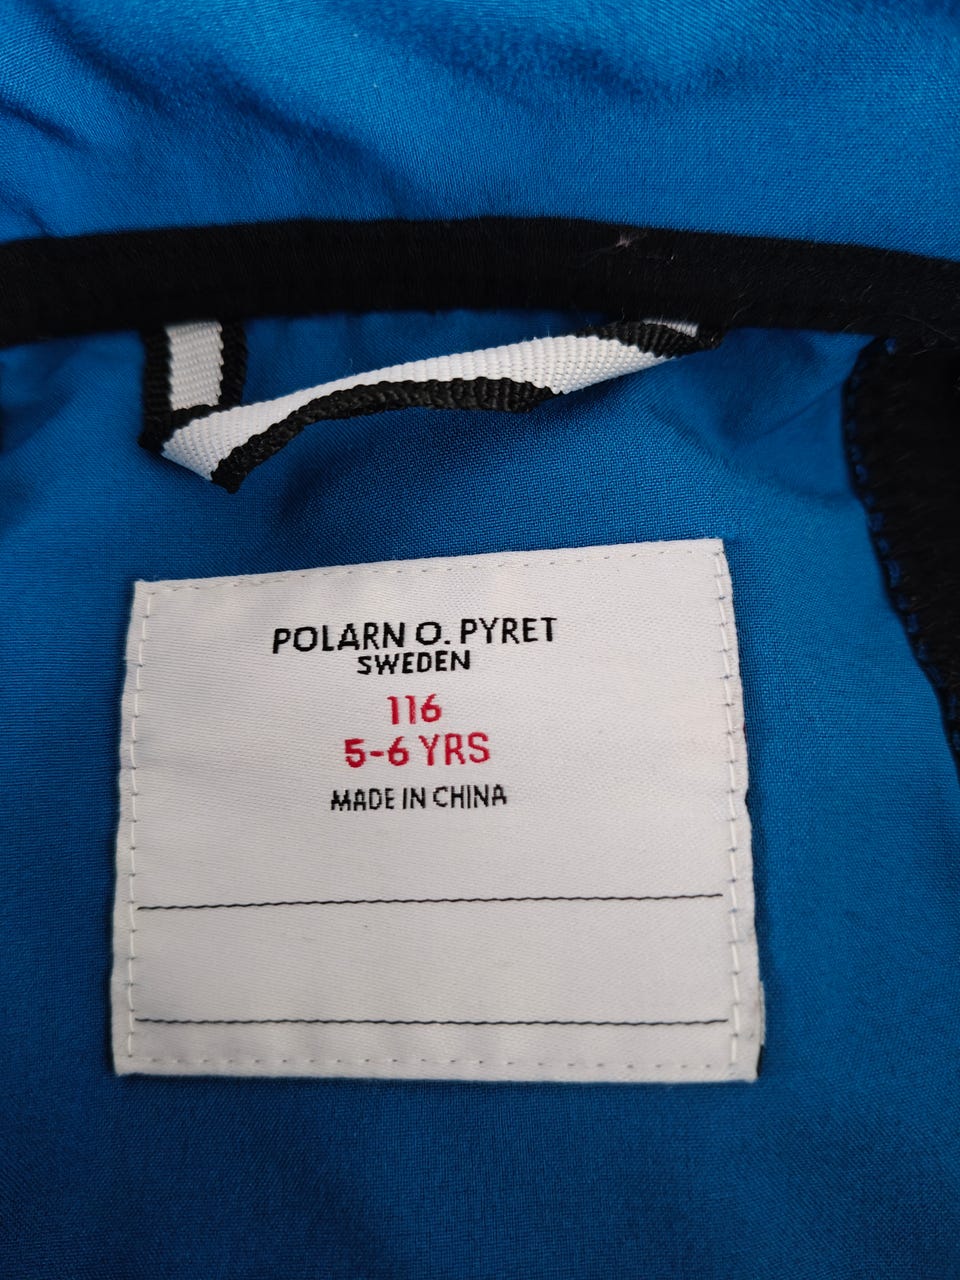 POLARN O. PYRET
SWEDEN
116
5-6 YRS
MADE IN CHINA